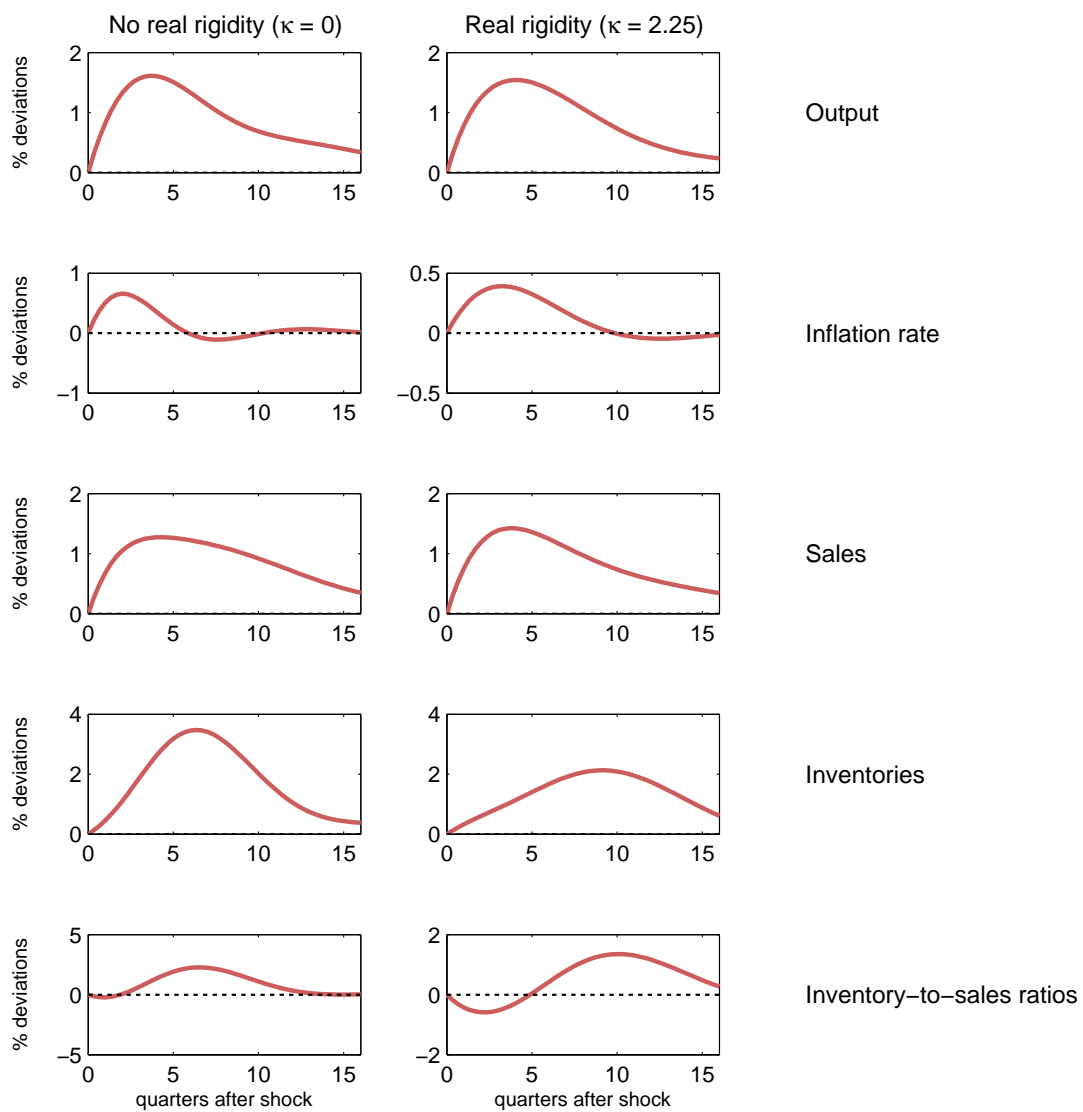 No real rigidity (κ = 0)
Real rigidity (κ = 2.25)
% deviations
2
1
0
0 5 10 15
2
1
0
0 5 10 15
Output
% deviations
1
0
−1
0 5 10 15
0.5
0
−0.5
0 5 10 15
Inflation rate
% deviations
2
1
0
0 5 10 15
2
1
0
0 5 10 15
Sales
% deviations
4
2
0
0 5 10 15
4
2
0
0 5 10 15
Inventories
% deviations
5
0
−5
0 5 10 15
quarters after shock
2
0
−2
0 5 10 15
quarters after shock
Inventory−to−sales ratios